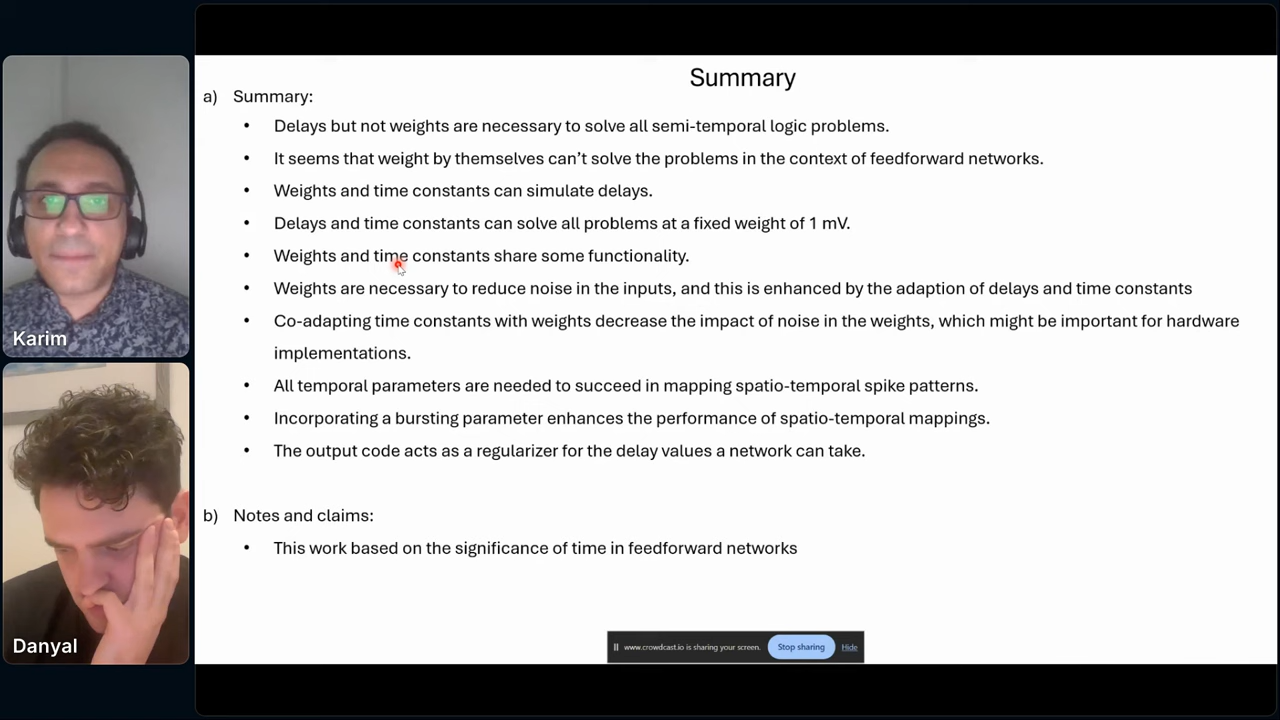 Summary
a) Summary:
• Delays but not weights are necessary to solve all semi-temporal logic problems.
• It seems that weight by themselves can’t solve the problems in the context of feedforward networks.
• Weights and time constants can simulate delays.
• Delays and time constants can solve all problems at a fixed weight of 1 mV.
• Weights and time constants share some functionality.
• Weights are necessary to reduce noise in the inputs, and this is enhanced by the adaption of delays and time constants
• Co-adapting time constants with weights decrease the impact of noise in the weights, which might be important for hardware
implementations.
• All temporal parameters are needed to succeed in mapping spatio-temporal spike patterns.
• Incorporating a bursting parameter enhances the performance of spatio-temporal mappings.
• The output code acts as a regularizer for the delay values a network can take.
b) Notes and claims:
• This work based on the significance of time in feedforward networks
Karim
Danyal
www.crowdcast.io is sharing your screen. Stop sharing Hide